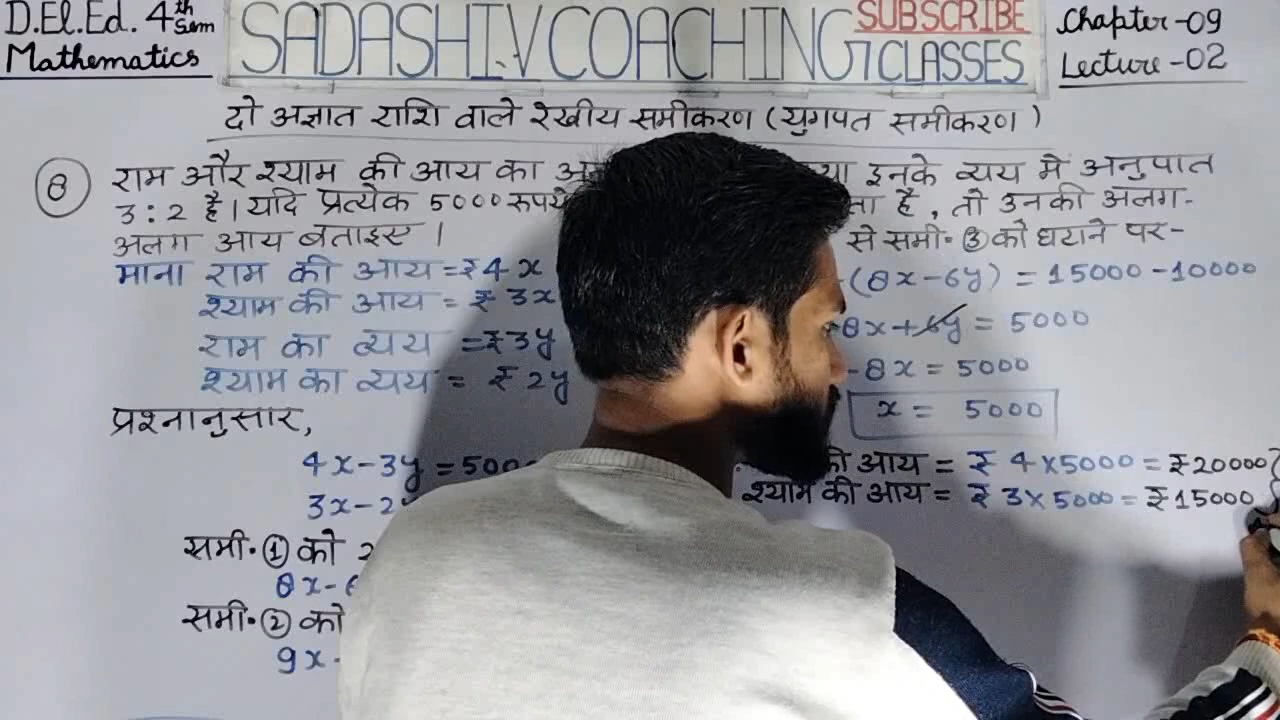 D.El.Ed. 4th Sem
Mathematics
SADASHIV COACHING CLASSES
SUBSCRIBE
Chapter-09
Lecture-02
दो अज्ञात राशि वाले रेखीय समीकरण (युगपत समीकरण)
8 राम और श्याम की आय का इनके व्यय मे अनुपात
3:2 है। यदि प्रत्येक 5000 रुपये है, तो उनकी अलग-
अलग आय बताइए।
माना राम की आय = ₹4x
श्याम की आय = ₹ 3x
राम का व्यय = ₹3y
श्याम का व्यय = ₹ 2y
प्रश्नानुसार,
4x-3y = 500
3x-2
समी. ① को 2
8x-6
समी. ② को
9x-
से समी. ③ को घटाने पर-
-(8x-6y) = 15000-10000
-8x+6y = 5000
-8x = 5000
x = 5000
की आय = ₹ 4×5000 = ₹20000
श्याम की आय = ₹ 3×5000 = ₹15000